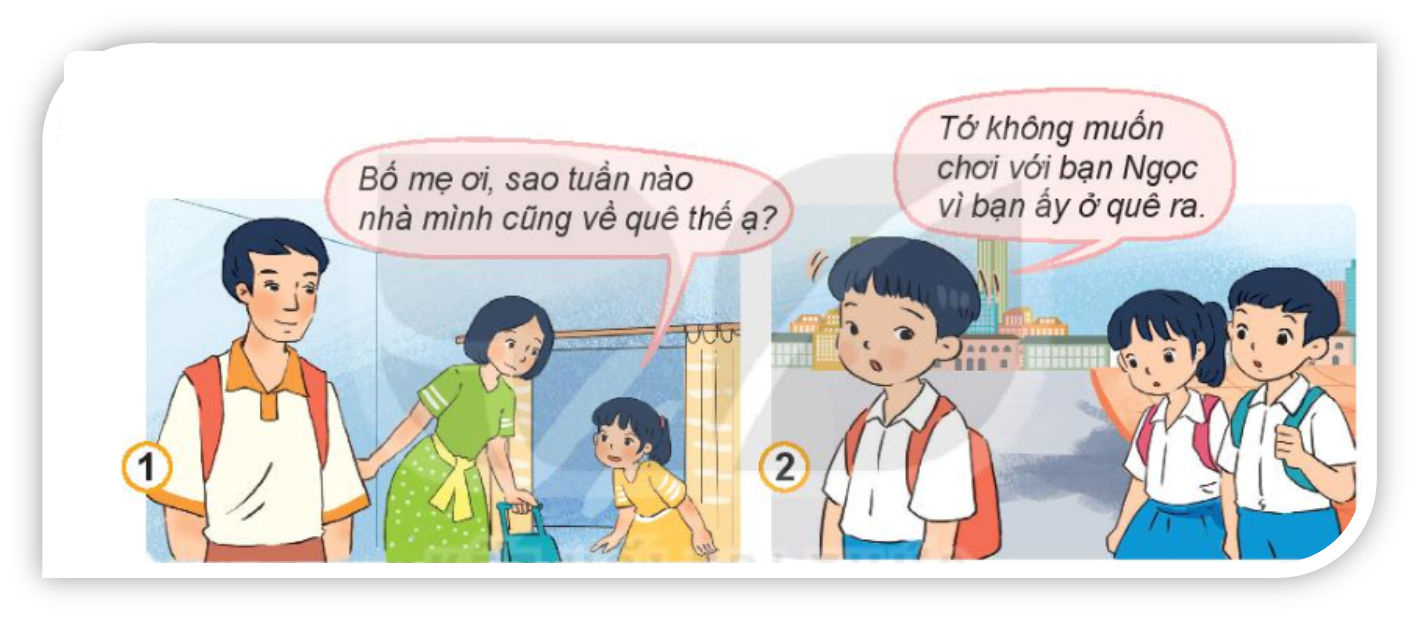 Bố mẹ ơi, sao tuần nào
nhà mình cũng về quê thế ạ?
Tớ không muốn
chơi với bạn Ngọc
vì bạn ấy ở quê ra.
1
2